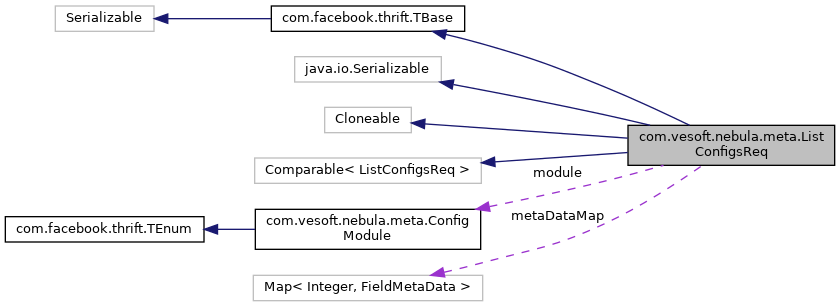 Serializable
com.facebook.thrift.TBase
java.io.Serializable
Cloneable
com.vesoft.nebula.meta.List
ConfigsReq
Comparable< ListConfigsReq >
module
metaDataMap
com.facebook.thrift.TEnum
com.vesoft.nebula.meta.Config
Module
Map< Integer, FieldMetaData >